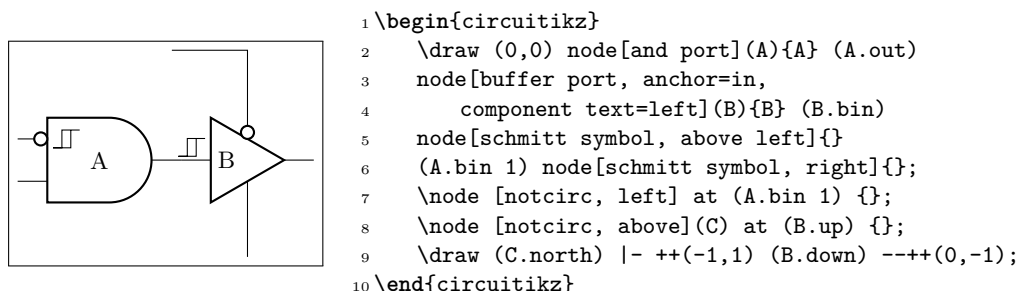 A
B
1 \begin{circuitikz}
2 \draw (0,0) node[and port](A){A} (A.out)
3 node[buffer port, anchor=in,
4 component text=left](B){B} (B.bin)
5 node[schmitt symbol, above left]{}
6 (A.bin 1) node[schmitt symbol, right]{};
7 \node [notcirc, left] at (A.bin 1) {};
8 \node [notcirc, above](C) at (B.up) {};
9 \draw (C.north) |- ++(-1,1) (B.down) --++(0,-1);
10 \end{circuitikz}